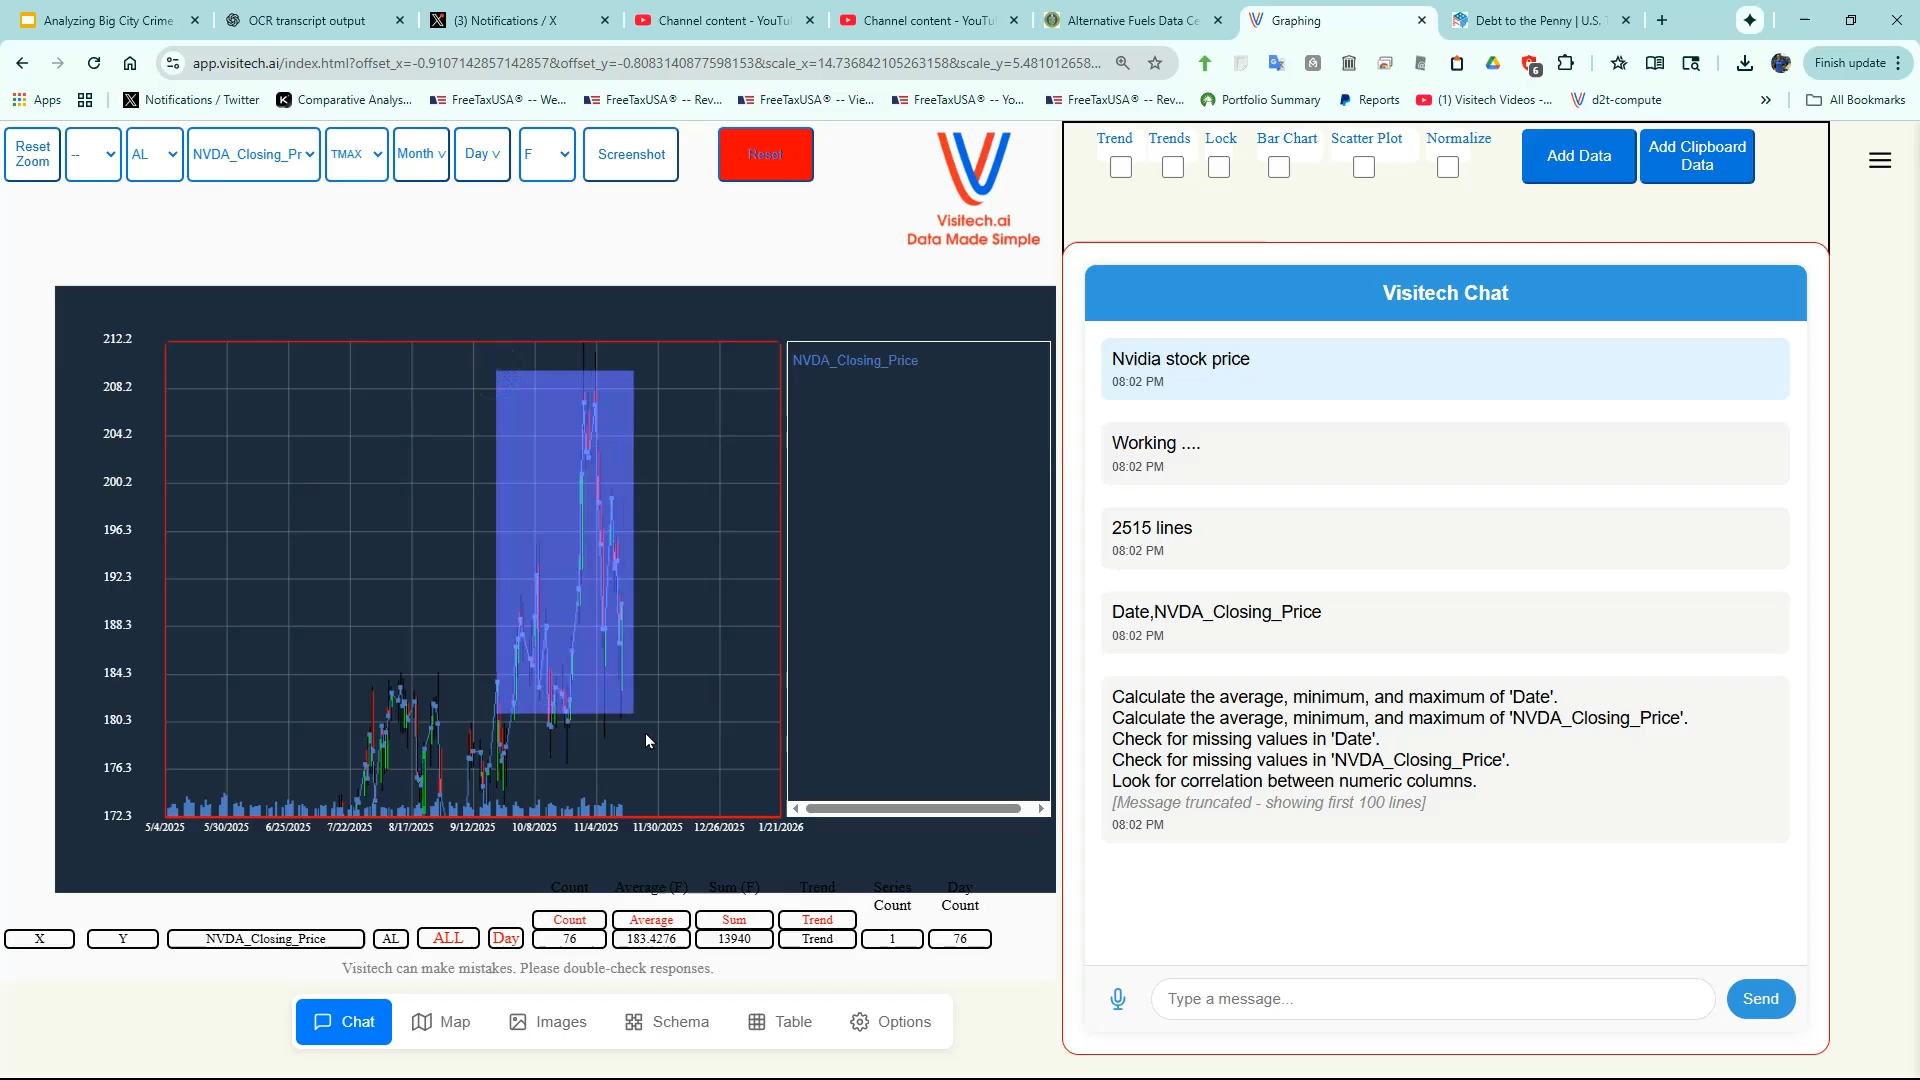 Analyzing Big City Crime
OCR transcript output
(3) Notifications / X
Channel content - YouTu
Channel content - YouTu
Alternative Fuels Data Ce
Graphing
Debt to the Penny | U.S. T
app.visitech.ai/index.html?offset_x=-0.9107142857142857&offset_y=-0.8083140877598153&scale_x=14.736842105263158&scale_y=5.481012658...
6
Finish update
Apps
Notifications / Twitter
Comparative Analys...
FreeTaxUSA® -- We...
FreeTaxUSA® -- Rev...
FreeTaxUSA® -- Vie...
FreeTaxUSA® -- Yo...
FreeTaxUSA® -- Rev...
Portfolio Summary
Reports
(1) Visitech Videos -...
d2t-compute
All Bookmarks
Reset Zoom
--
AL
NVDA_Closing_Pr
TMAX
Month v
Day v
F
Screenshot
Reset
Visitech.ai
Data Made Simple
Trend
Trends
Lock
Bar Chart
Scatter Plot
Normalize
Add Data
Add Clipboard Data
Visitech Chat
Nvidia stock price
08:02 PM
Working ....
08:02 PM
2515 lines
08:02 PM
Date,NVDA_Closing_Price
08:02 PM
Calculate the average, minimum, and maximum of 'Date'.
Calculate the average, minimum, and maximum of 'NVDA_Closing_Price'.
Check for missing values in 'Date'.
Check for missing values in 'NVDA_Closing_Price'.
Look for correlation between numeric columns.
[Message truncated - showing first 100 lines]
08:02 PM
Type a message...
Send
212.2
208.2
204.2
200.2
196.3
192.3
188.3
184.3
180.3
176.3
172.3
5/4/2025
5/30/2025
6/25/2025
7/22/2025
8/17/2025
9/12/2025
10/8/2025
11/4/2025
11/30/2025
12/26/2025
1/21/2026
NVDA_Closing_Price
Count
Average (F)
Sum (F)
Trend
Series Count
Day Count
Count
Average
Sum
Trend
X
Y
NVDA_Closing_Price
AL
ALL
Day
76
183.4276
13940
Trend
1
76
Visitech can make mistakes. Please double-check responses.
Chat
Map
Images
Schema
Table
Options